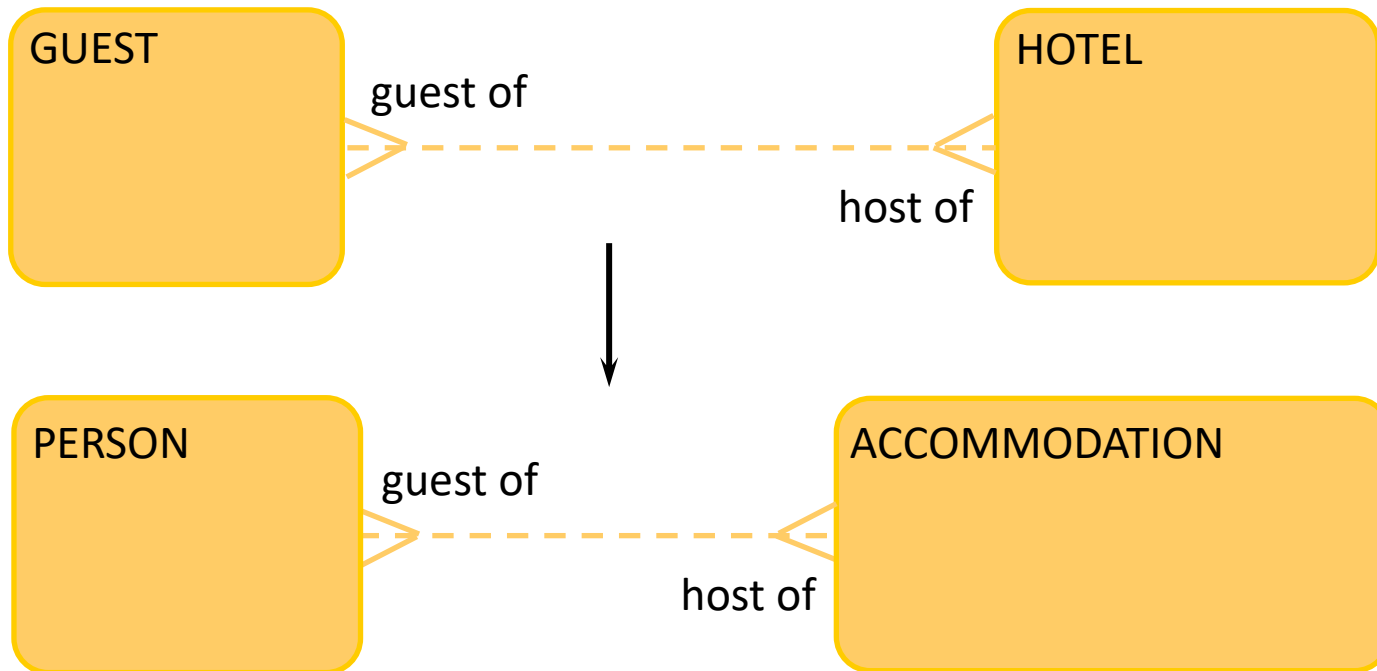 GUEST
HOTEL
guest of
host of
PERSON
ACCOMMODATION
guest of
host of